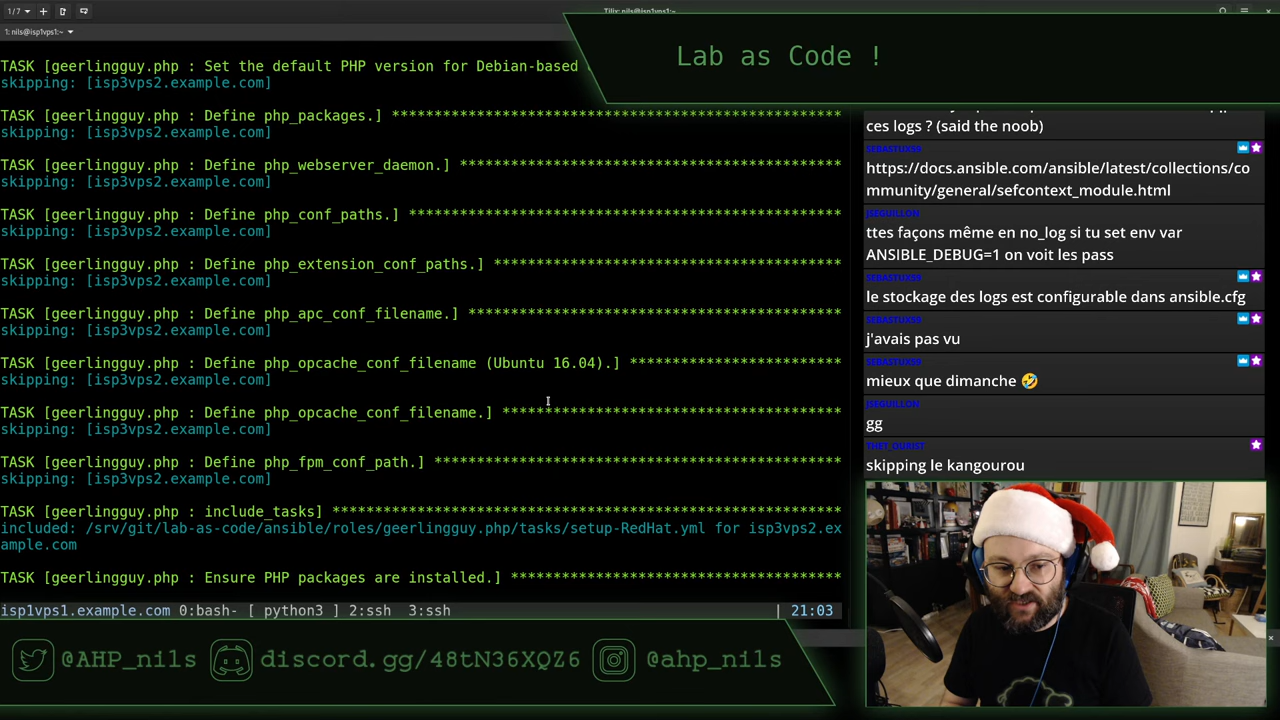 1/7
Tilix: nils@isp1vps1:~
1: nils@isp1vps1:~
Lab as Code !
TASK [geerlingguy.php : Set the default PHP version for Debian-based
skipping: [isp3vps2.example.com]
TASK [geerlingguy.php : Define php_packages.] *****************************************************
skipping: [isp3vps2.example.com]
TASK [geerlingguy.php : Define php_webserver_daemon.] *********************************************
skipping: [isp3vps2.example.com]
TASK [geerlingguy.php : Define php_conf_paths.] ***************************************************
skipping: [isp3vps2.example.com]
TASK [geerlingguy.php : Define php_extension_conf_paths.] *****************************************
skipping: [isp3vps2.example.com]
TASK [geerlingguy.php : Define php_apc_conf_filename.] ********************************************
skipping: [isp3vps2.example.com]
TASK [geerlingguy.php : Define php_opcache_conf_filename (Ubuntu 16.04).] *************************
skipping: [isp3vps2.example.com]
TASK [geerlingguy.php : Define php_opcache_conf_filename.] ****************************************
skipping: [isp3vps2.example.com]
TASK [geerlingguy.php : Define php_fpm_conf_path.] ************************************************
skipping: [isp3vps2.example.com]
TASK [geerlingguy.php : include_tasks] ************************************************************
included: /srv/git/lab-as-code/ansible/roles/geerlingguy.php/tasks/setup-RedHat.yml for isp3vps2.ex
ample.com
TASK [geerlingguy.php : Ensure PHP packages are installed.] ***************************************
isp1vps1.example.com 0:bash- [ python3 ] 2:ssh 3:ssh | 21:03
ces logs ? (said the noob)
SEBASTUX59
https://docs.ansible.com/ansible/latest/collections/co
mmunity/general/sefcontext_module.html
JSEGUILLON
ttes façons même en no_log si tu set env var
ANSIBLE_DEBUG=1 on voit les pass
SEBASTUX59
le stockage des logs est configurable dans ansible.cfg
SEBASTUX59
j'avais pas vu
SEBASTUX59
mieux que dimanche 🤣
JSEGUILLON
gg
skipping le kangourou
@AHP_nils discord.gg/48tN36XQZ6 @ahp_nils